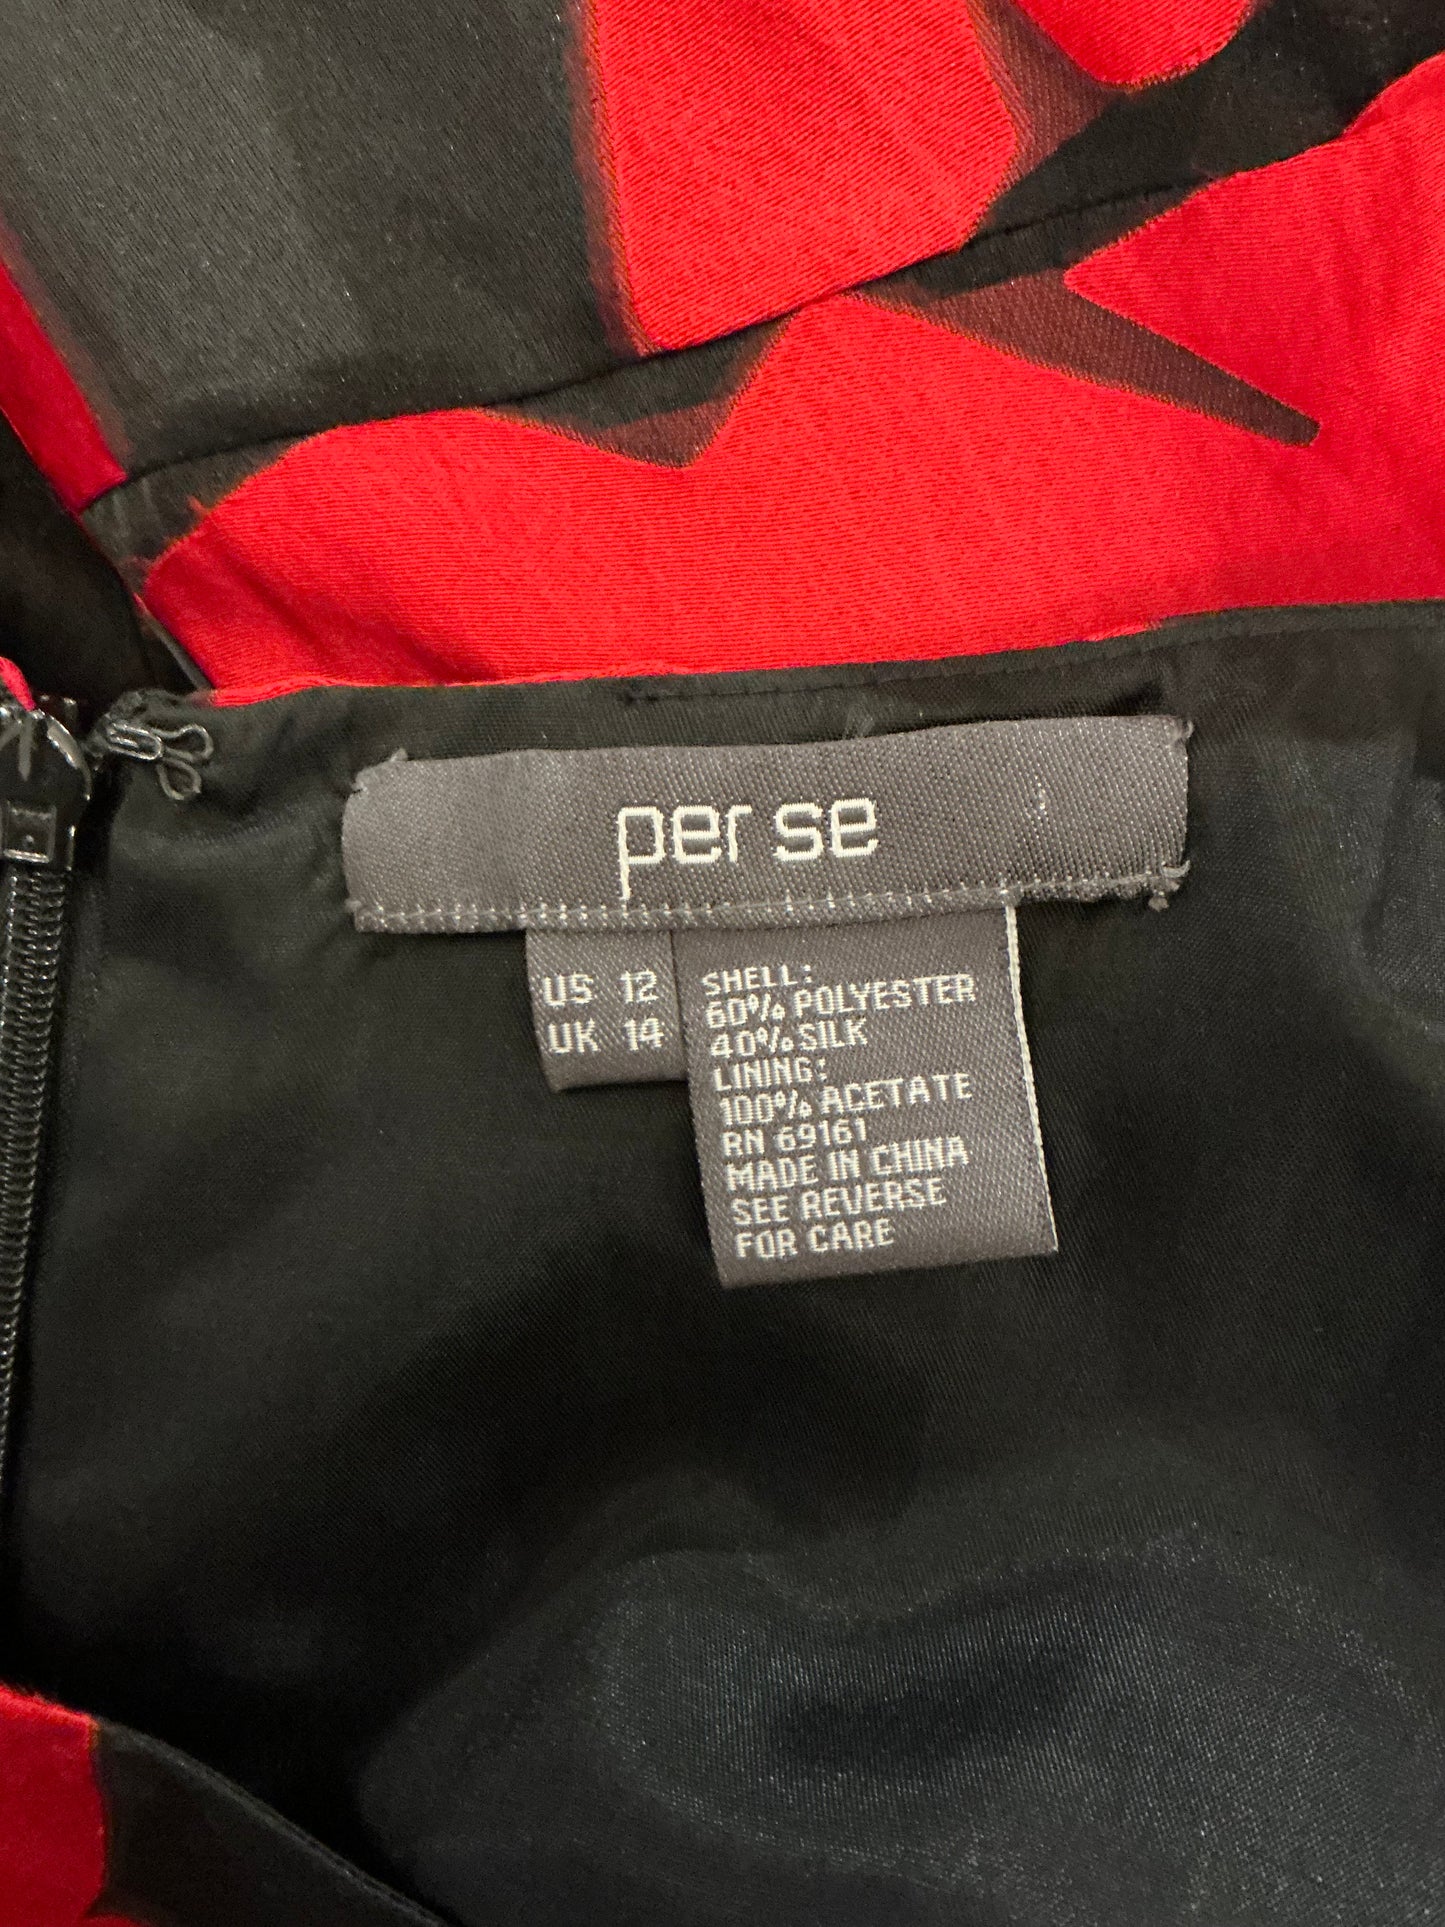 per se
US 12
UK 14
SHELL:
60% POLYESTER
40% SILK
LINING:
100% ACETATE
RN 69161
MADE IN CHINA
SEE REVERSE
FOR CARE